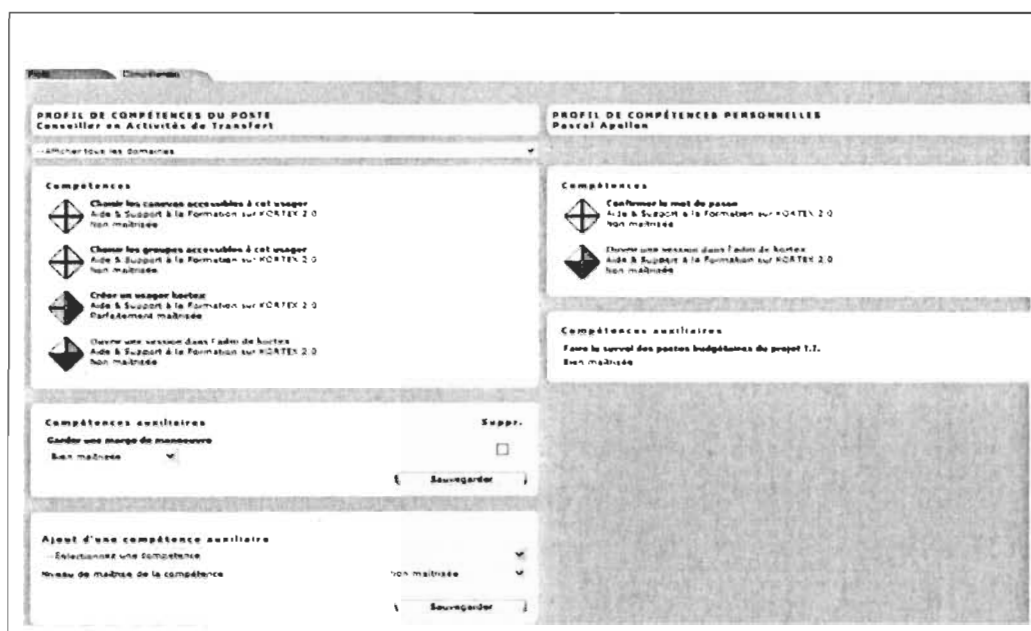 Profil
Compétences
PROFIL DE COMPÉTENCES DU POSTE
Conseiller en Activités de Transfert
--Afficher tous les domaines
Compétences
Choisir les canevas accessibles à cet usager
Aide & Support à la Formation sur KORTEX 2.0
Non maîtrisée
Choisir les groupes accessibles à cet usager
Aide & Support à la Formation sur KORTEX 2.0
Non maîtrisée
Créer un usager kortex
Aide & Support à la Formation sur KORTEX 2.0
Parfaitement maîtrisée
Ouvrir une session dans l'adm de kortex
Aide & Support à la Formation sur KORTEX 2.0
Non maîtrisée
Compétences auxiliaires
Suppr.
Garder une marge de manoeuvre
Bien maîtrisée
Sauvegarder
Ajout d'une compétence auxiliaire
--Sélectionnez une compétence
Niveau de maîtrise de la compétence
Non maîtrisée
Sauvegarder
PROFIL DE COMPÉTENCES PERSONNELLES
Pascal Apollon
Compétences
Confirmer le mot de passe
Aide & Support à la Formation sur KORTEX 2.0
Non maîtrisée
Ouvrir une session dans l'adm de kortex
Aide & Support à la Formation sur KORTEX 2.0
Non maîtrisée
Compétences auxiliaires
Faire le survol des postes budgétaires du projet
Bien maîtrisée